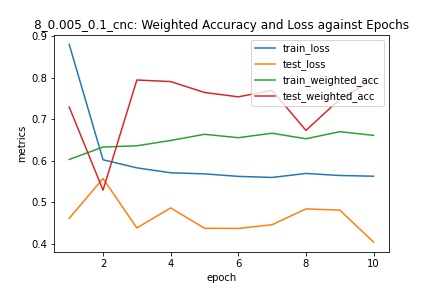 8_0.005_0.1_cnc: Weighted Accuracy and Loss against Epochs
0.9
0.8
0.7
0.6
0.5
0.4
metrics
train_loss
test_loss
train_weighted_acc
test_weighted_acc
2
4
6
8
10
epoch